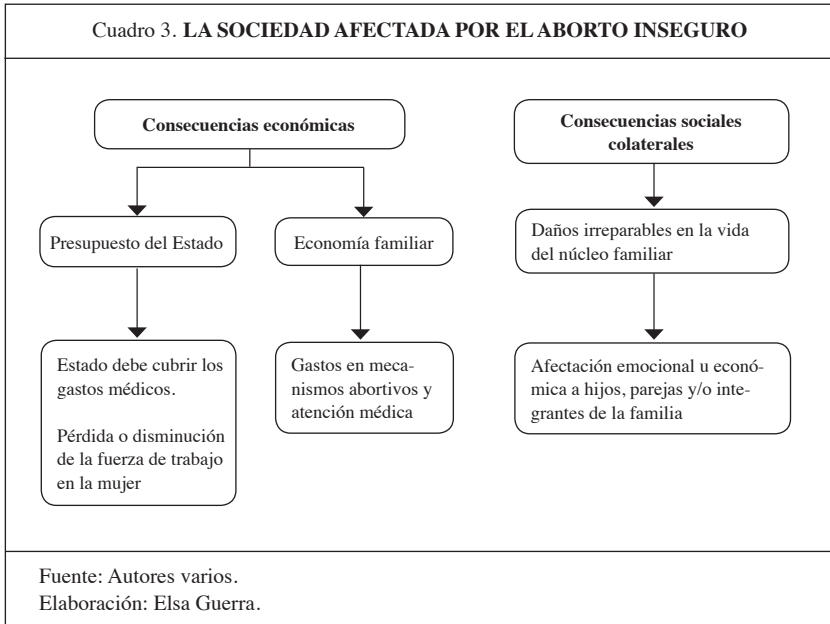 Cuadro 3. LA SOCIEDAD AFECTADA POR EL ABORTO INSEGURO
Consecuencias económicas
Presupuesto del Estado
Economía familiar
Estado debe cubrir los
gastos médicos.
Pérdida o disminución
de la fuerza de trabajo
en la mujer
Gastos en meca-
nismos abortivos y
atención médica
Consecuencias sociales
colaterales
Daños irreparables en la vida
del núcleo familiar
Afectación emocional u econó-
mica a hijos, parejas y/o inte-
grantes de la familia
Fuente: Autores varios.
Elaboración: Elsa Guerra.